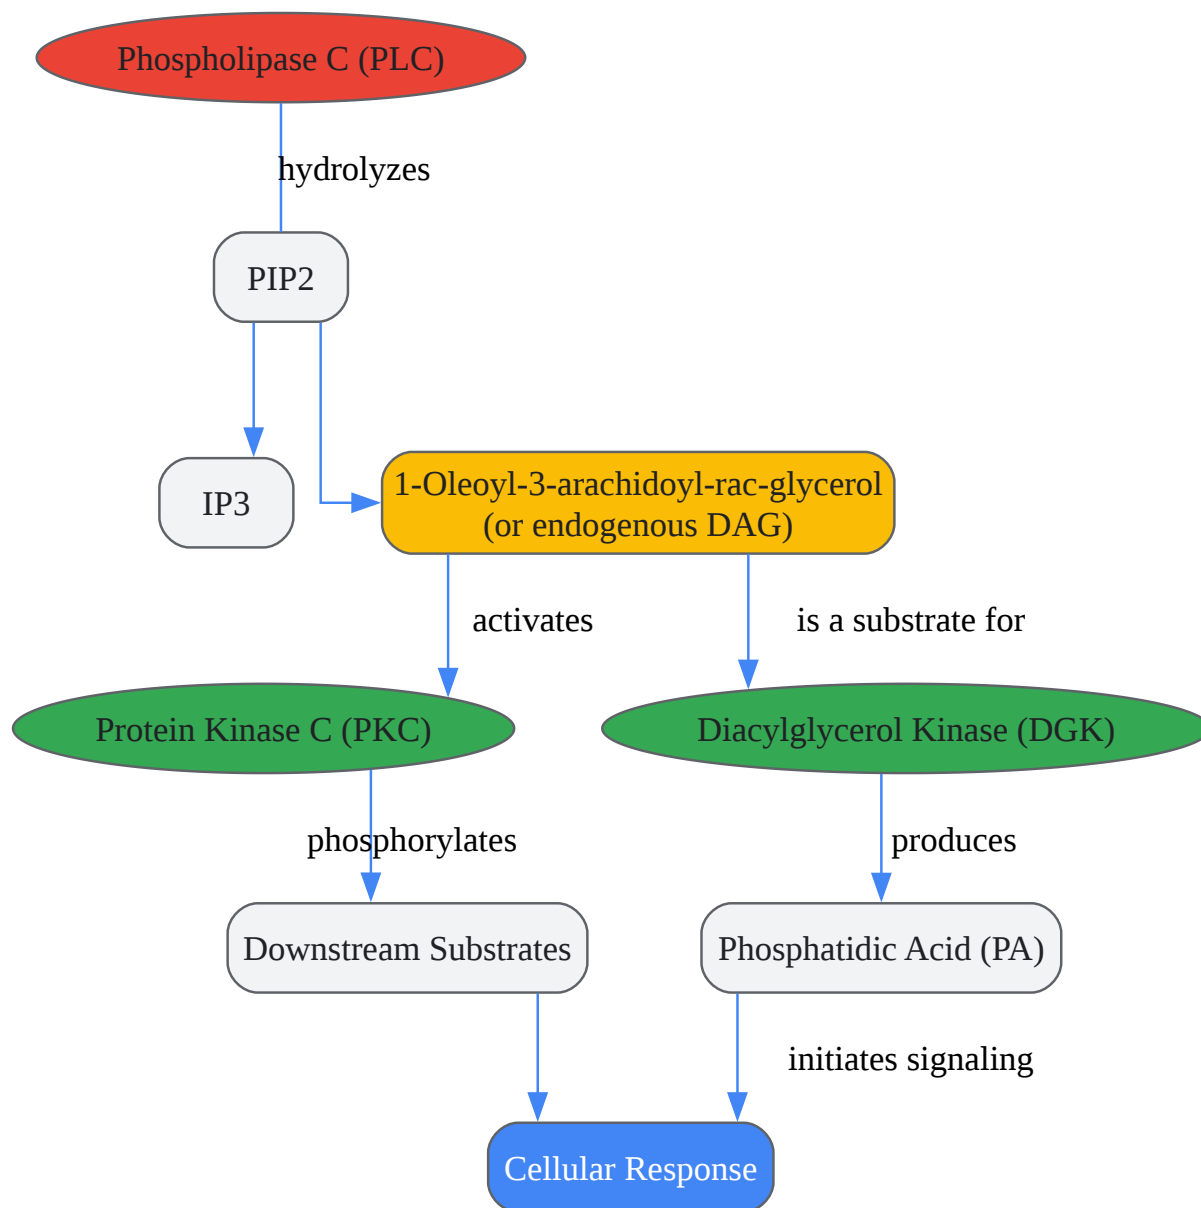 Phospholipase C (PLC)
hydrolyzes
PIP2
IP3
1-Oleoyl-3-arachidoyl-rac-glycerol
(or endogenous DAG)
activates
is a substrate for
Protein Kinase C (PKC)
Diacylglycerol Kinase (DGK)
phosphorylates
produces
Downstream Substrates
Phosphatidic Acid (PA)
initiates signaling
Cellular Response